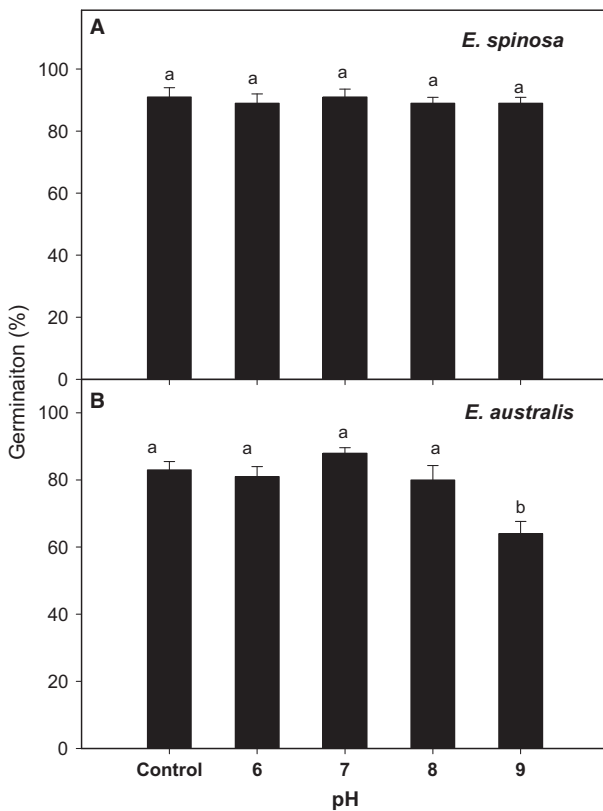 A
E. spinosa
100
80
60
40
20
0
a
a
a
a
a
B
E. australis
100
80
60
40
20
0
a
a
a
a
b
Germinaiton (%)
Control 6 7 8 9
pH